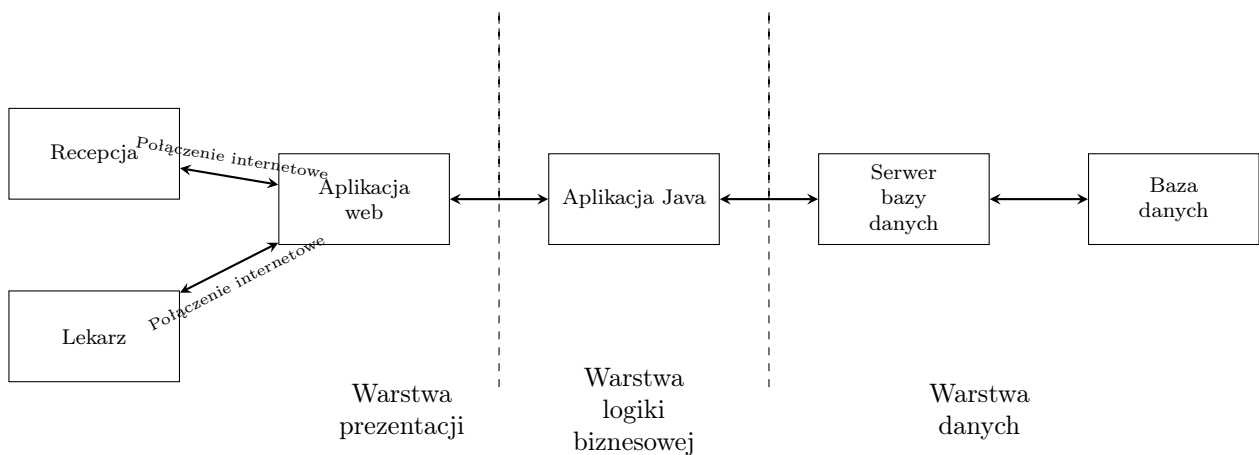 Recepcja
Połączenie internetowe
Aplikacja
web
Połączenie internetowe
Lekarz
Aplikacja Java
Serwer
bazy
danych
Baza
danych
Warstwa
prezentacji
Warstwa
logiki
biznesowej
Warstwa
danych